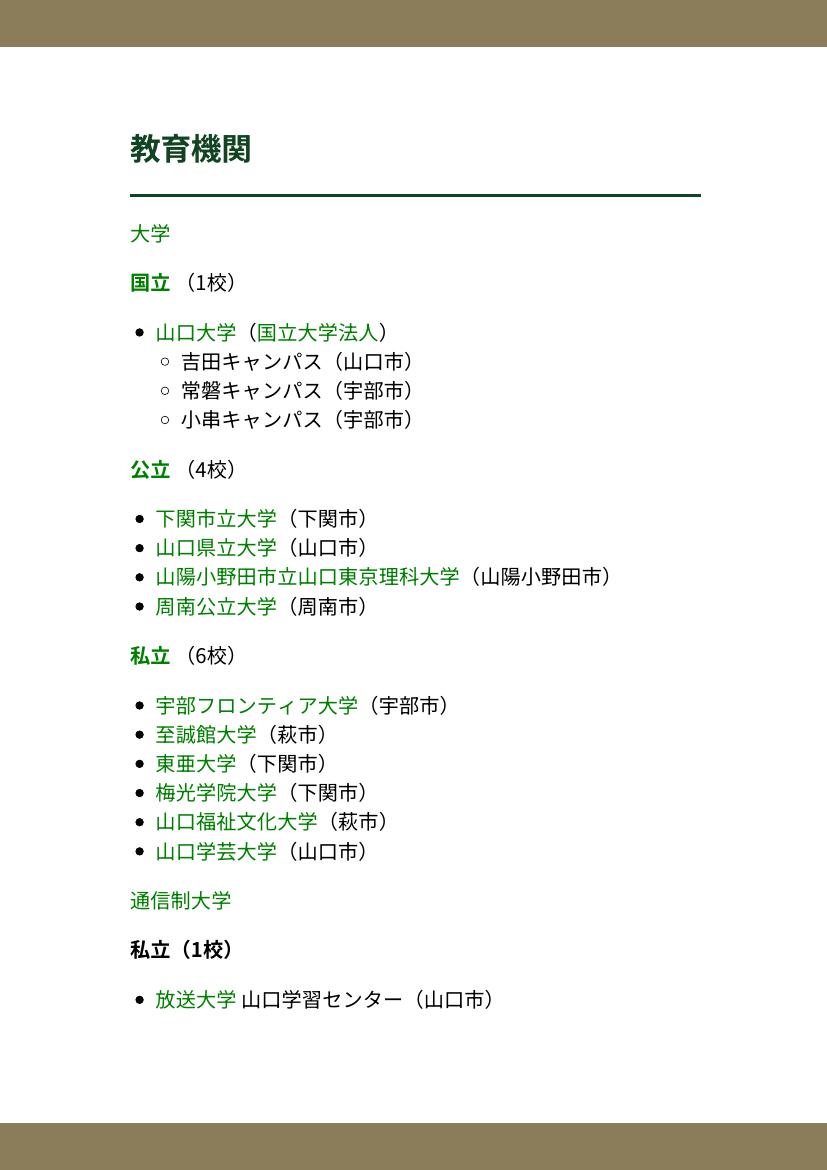 教育機関
大学
国立 （1校）
山口大学（国立大学法人）
吉田キャンパス（山口市）
常磐キャンパス（宇部市）
小串キャンパス（宇部市）
公立 （4校）
下関市立大学（下関市）
山口県立大学（山口市）
山陽小野田市立山口東京理科大学（山陽小野田市）
周南公立大学（周南市）
私立 （6校）
宇部フロンティア大学（宇部市）
至誠館大学（萩市）
東亜大学（下関市）
梅光学院大学（下関市）
山口福祉文化大学（萩市）
山口学芸大学（山口市）
通信制大学
私立（1校）
放送大学 山口学習センター（山口市）